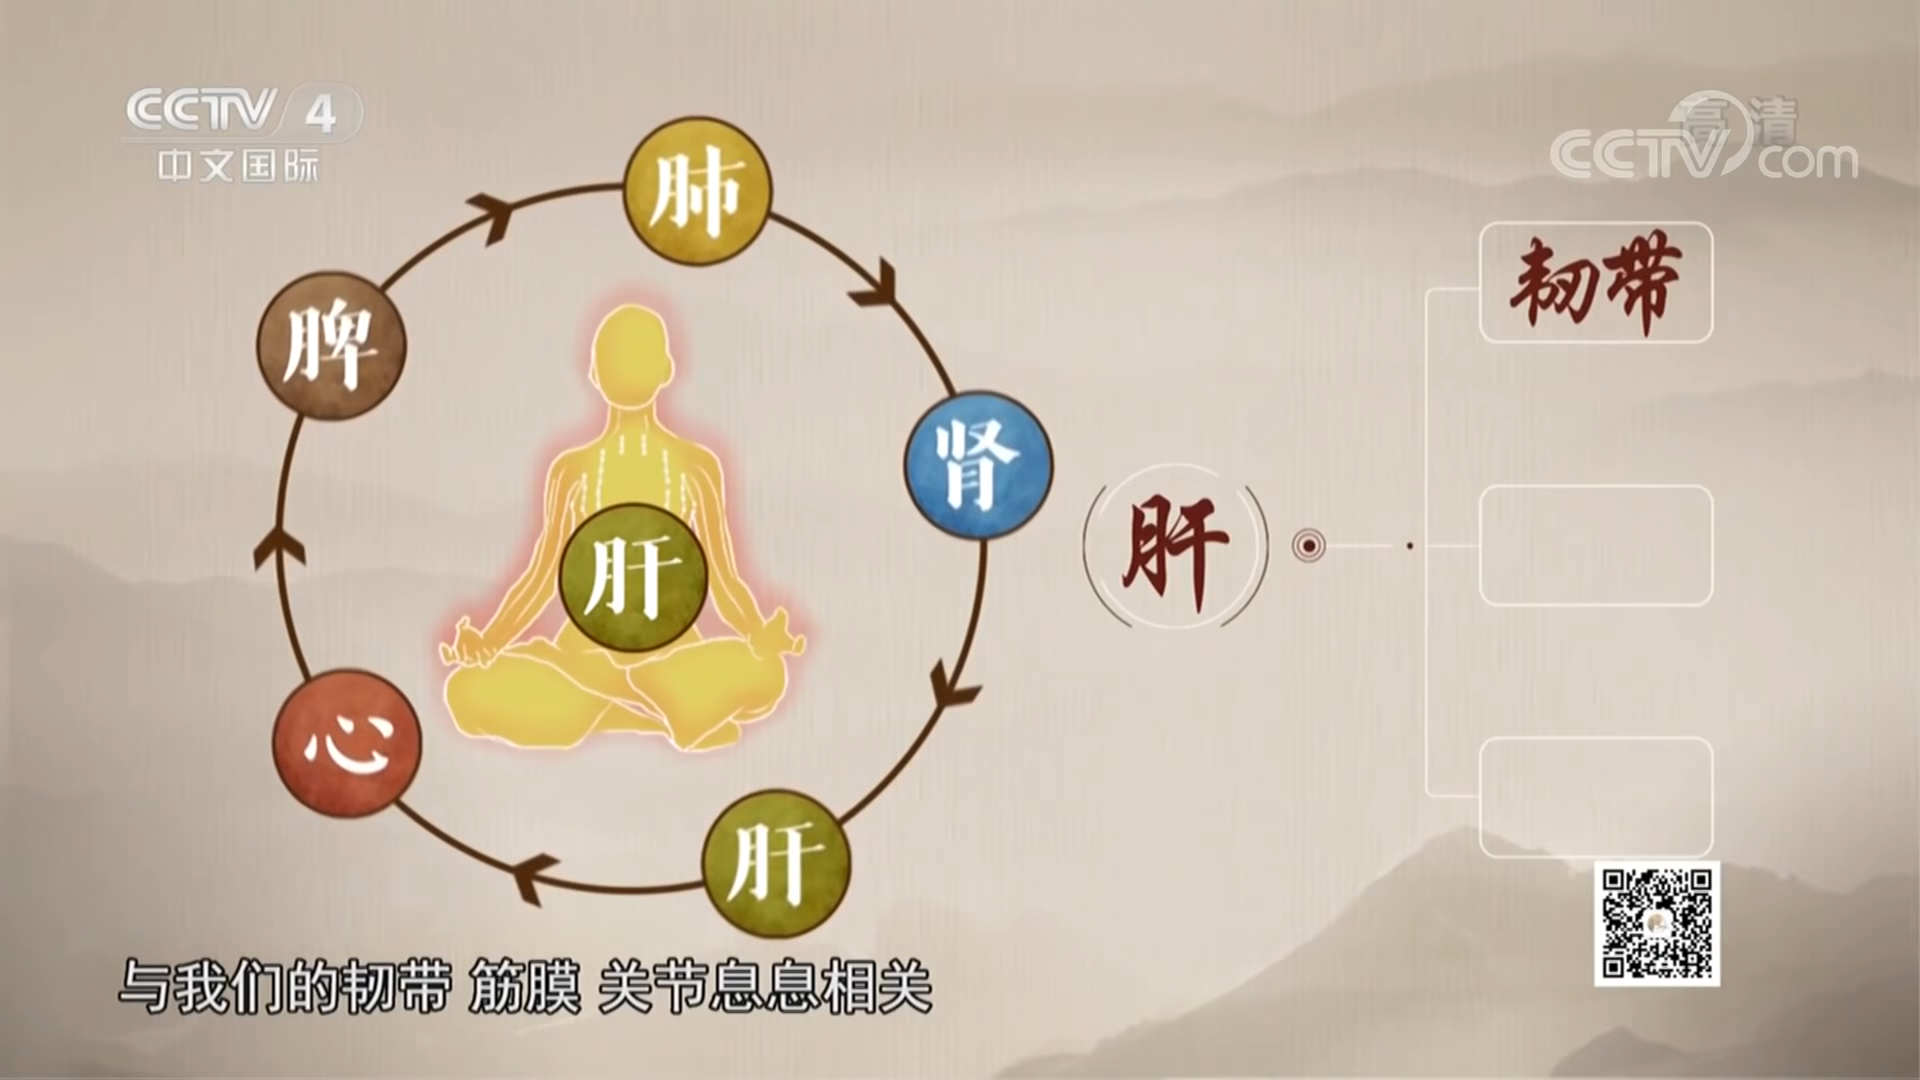 CCTV 4
中文国际
高清
CCTV.com
肺
脾
肾
肝
心
肝
肝
韧带
与我们的韧带 筋膜 关节息息相关